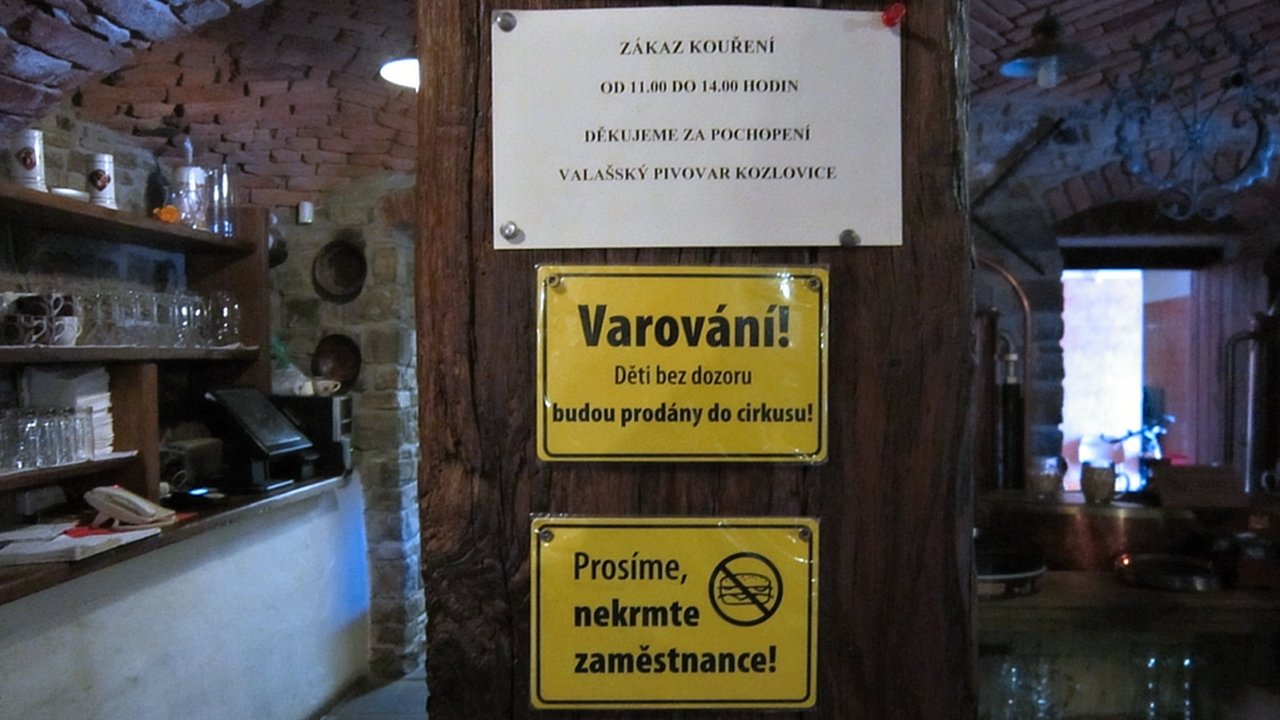 ZÁKAZ KOUŘENÍ
OD 11.00 DO 14.00 HODIN
DĚKUJEME ZA POCHOPENÍ
VALAŠSKÝ PIVOVAR KOZLOVICE
Varování!
Děti bez dozoru
budou prodány do cirkusu!
Prosíme,
nekrmte
zaměstnance!